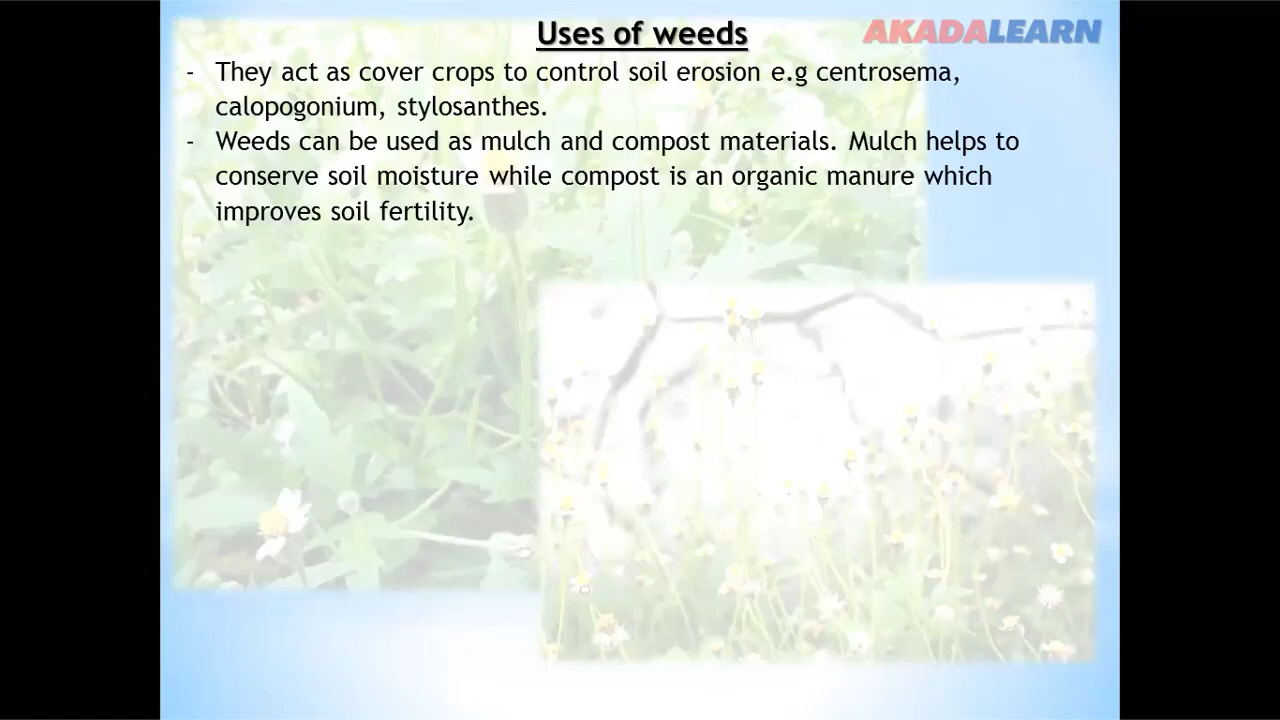 Uses of weeds
AKADALEARN
- They act as cover crops to control soil erosion e.g centrosema,
calopogonium, stylosanthes.
- Weeds can be used as mulch and compost materials. Mulch helps to
conserve soil moisture while compost is an organic manure which
improves soil fertility.